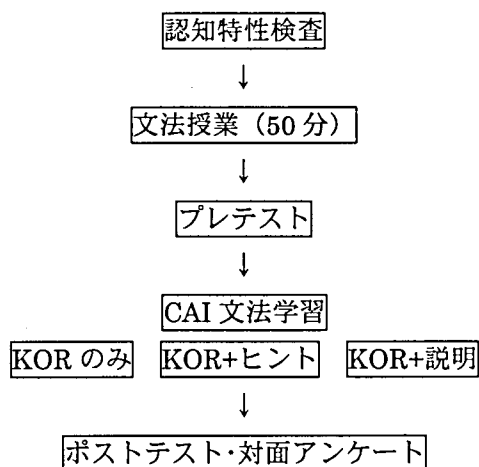 認知特性検査
↓
文法授業（50分）
↓
プレテスト
↓
CAI文法学習
KORのみ KOR+ヒント KOR+説明
↓
ポストテスト・対面アンケート